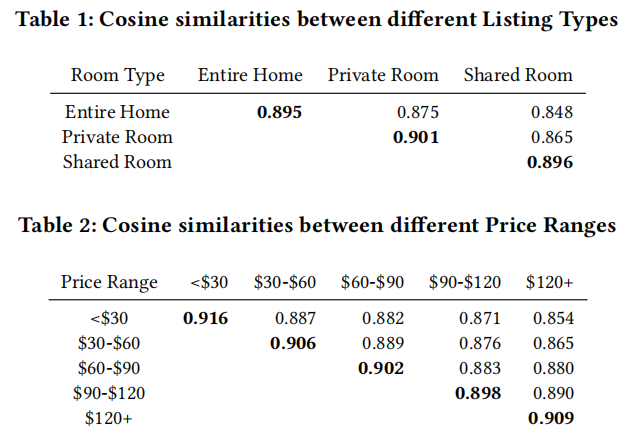 Table 1: Cosine similarities between different Listing Types
Room Type Entire Home Private Room Shared Room
Entire Home 0.895 0.875 0.848
Private Room 0.901 0.865
Shared Room 0.896
Table 2: Cosine similarities between different Price Ranges
Price Range <$30 $30-$60 $60-$90 $90-$120 $120+
<$30 0.916 0.887 0.882 0.871 0.854
$30-$60 0.906 0.889 0.876 0.865
$60-$90 0.902 0.883 0.880
$90-$120 0.898 0.890
$120+ 0.909